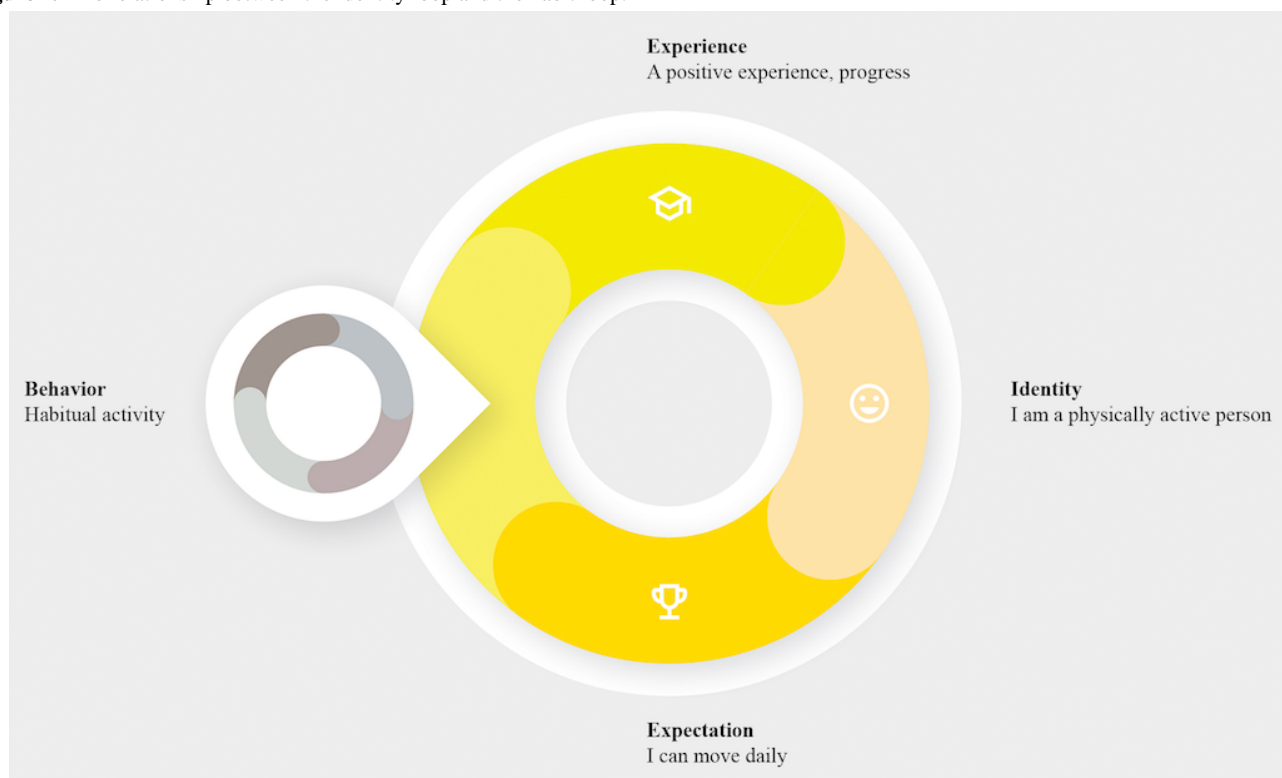 Experience
A positive experience, progress
Behavior
Habitual activity
Identity
I am a physically active person
Expectation
I can move daily